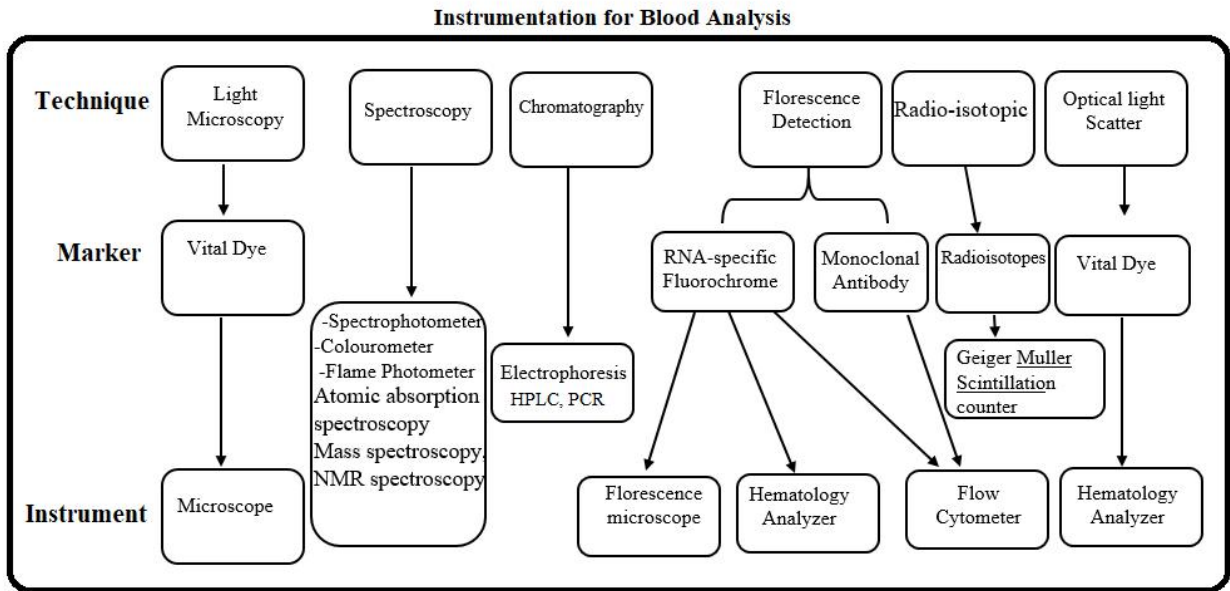 Instrumentation for Blood Analysis
Technique
Light
Microscopy
Spectroscopy
Chromatography
Florescence
Detection
Radio-isotopic
Optical light
Scatter
Marker
Vital Dye
RNA-specific
Fluorochrome
Monoclonal
Antibody
Radioisotopes
Vital Dye
-Spectrophotometer
-Colourometer
-Flame Photometer
Atomic absorption
spectroscopy
Mass spectroscopy,
NMR spectroscopy
Electrophoresis
HPLC, PCR
Geiger Muller
Scintillation
counter
Instrument
Microscope
Florescence
microscope
Hematology
Analyzer
Flow
Cytometer
Hematology
Analyzer